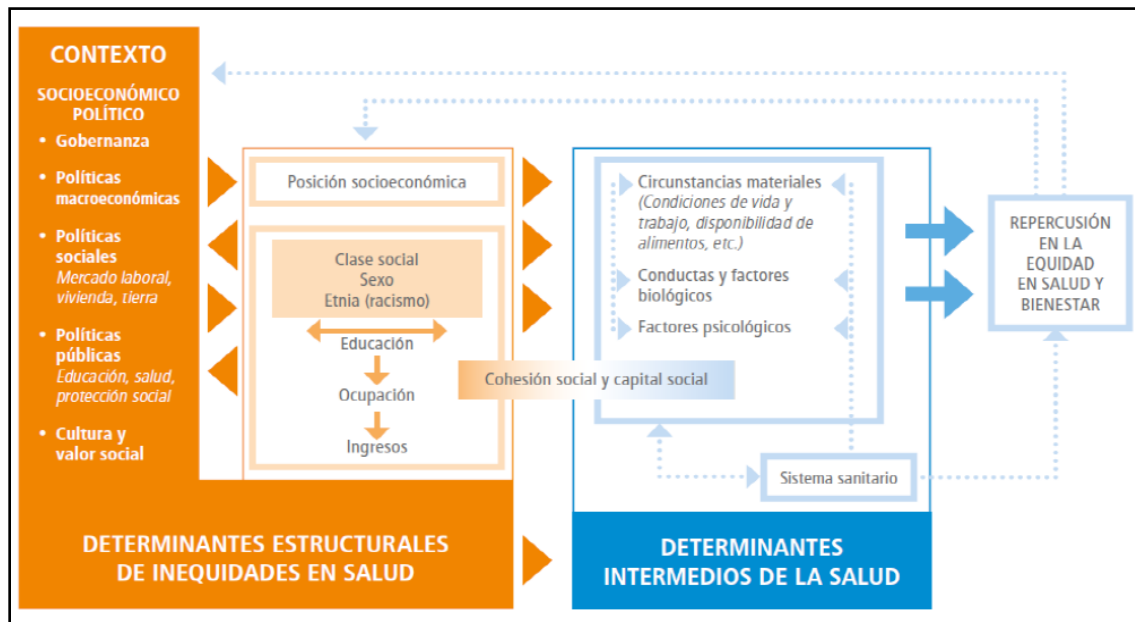 CONTEXTO
SOCIOECONÓMICO
POLÍTICO
• Gobernanza
• Políticas
macroeconómicas
• Políticas
sociales
Mercado laboral,
vivienda, tierra
• Políticas
públicas
Educación, salud,
protección social
• Cultura y
valor social
Posición socioeconómica
Clase social
Sexo
Etnia (racismo)
Educación
Ocupación
Ingresos
Cohesión social y capital social
Circunstancias materiales
(Condiciones de vida y
trabajo, disponibilidad de
alimentos, etc.)
Conductas y factores
biológicos
Factores psicológicos
Sistema sanitario
REPERCUSIÓN
EN LA
EQUIDAD
EN SALUD Y
BIENESTAR
DETERMINANTES ESTRUCTURALES
DE INEQUIDADES EN SALUD
DETERMINANTES
INTERMEDIOS DE LA SALUD